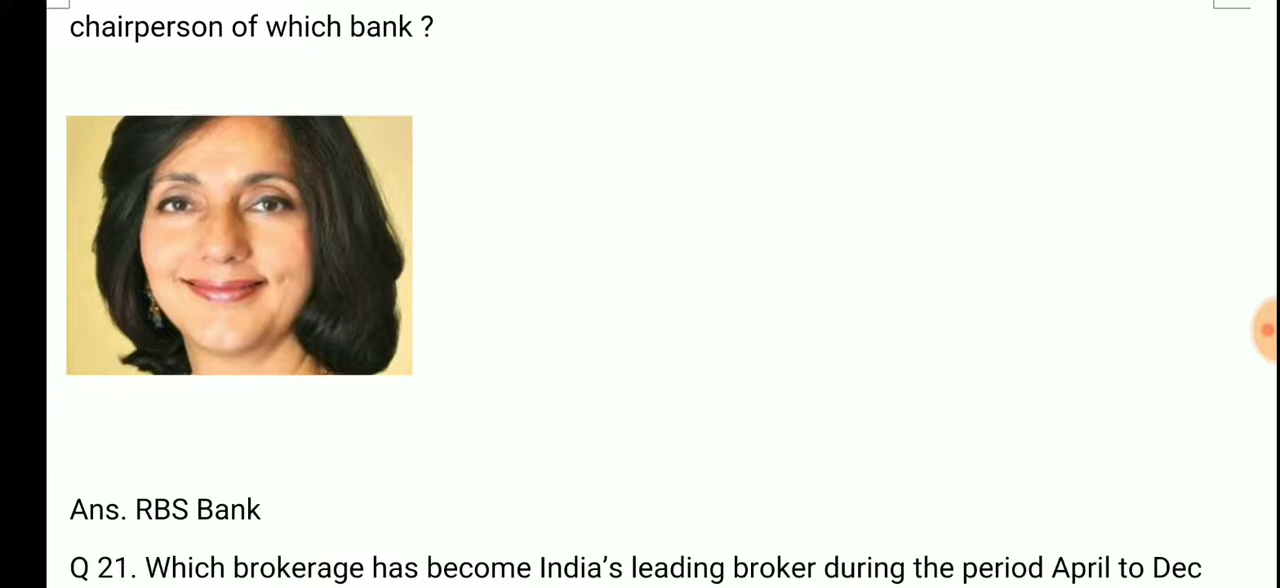 chairperson of which bank ?
Ans. RBS Bank
Q 21. Which brokerage has become India’s leading broker during the period April to Dec